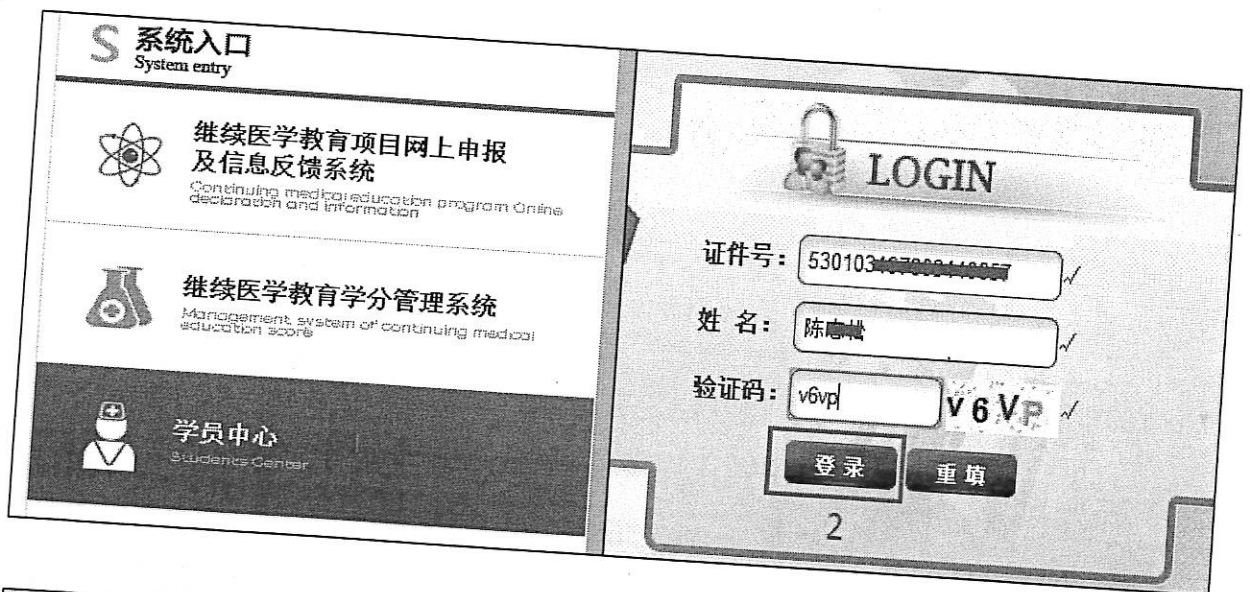 S 系统入口
System entry
继续医学教育项目网上申报
及信息反馈系统
Continuing medical education program Online
declaration and information
继续医学教育学分管理系统
Management system of continuing medical
education score
学员中心
Students Center
LOGIN
证件号: 530103
姓 名: 陈
验证码: v6vp V6VP
登录 重填
2